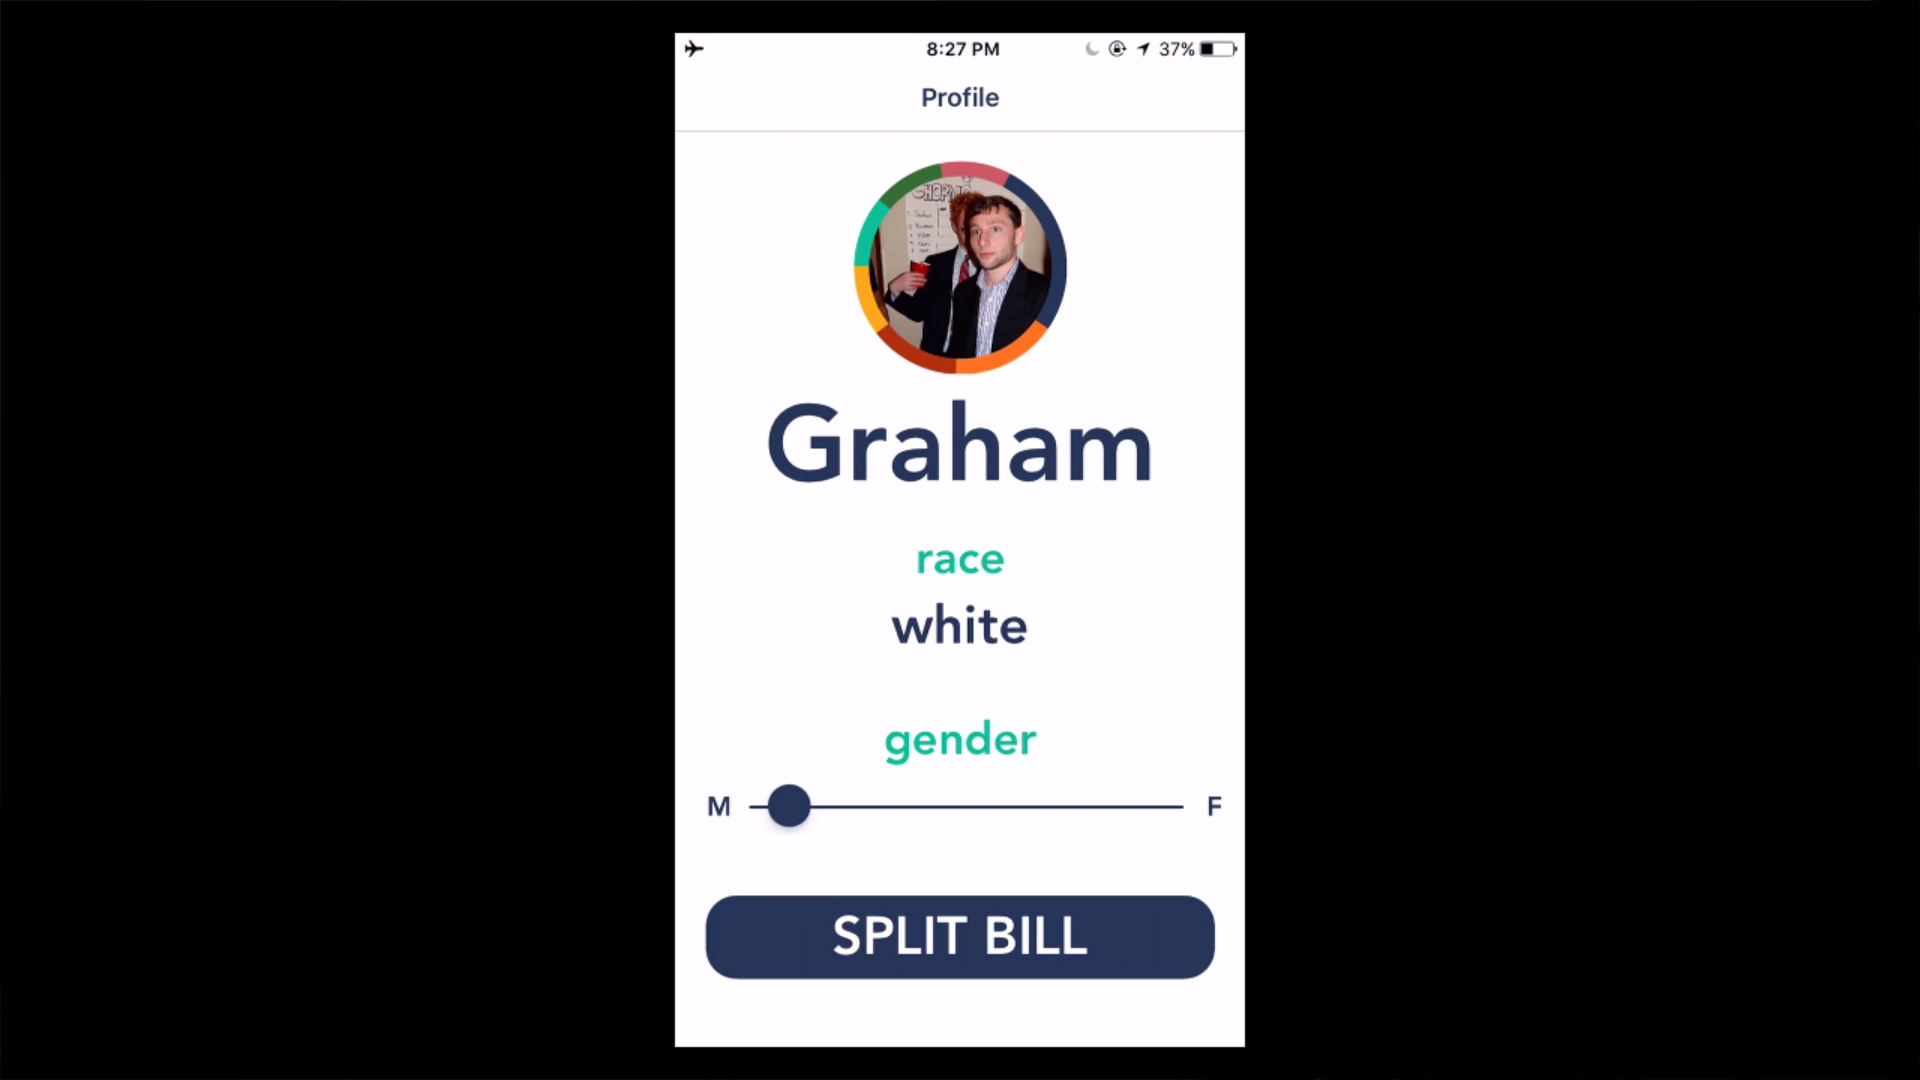 8:27 PM
37%
Profile
Graham
race
white
gender
M
F
SPLIT BILL